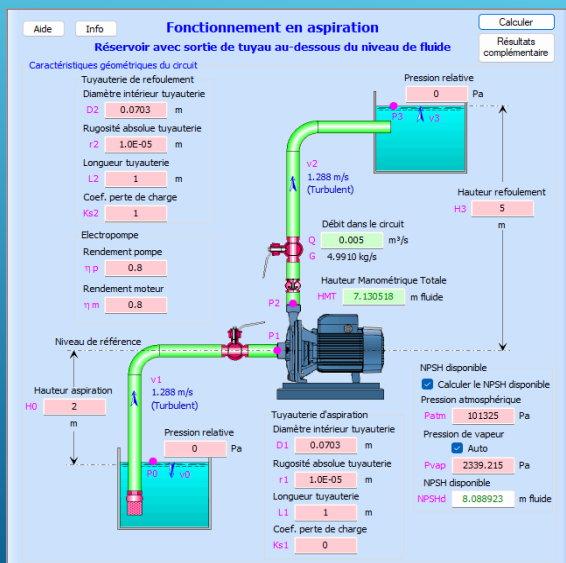 Aide
Info
Fonctionnement en aspiration
Calculer
Réservoir avec sortie de tuyau au-dessous du niveau de fluide
Résultats
complémentaire
Caractéristiques géométriques du circuit
Tuyauterie de refoulement
Diamètre intérieur tuyauterie
D2 0.0703 m
Rugosité absolue tuyauterie
r2 1.0E-05 m
Longueur tuyauterie
L2 1 m
Coef. perte de charge
Ks2 1
Electropompe
Rendement pompe
η p 0.8
Rendement moteur
η m 0.8
Pression relative
0 Pa
P3
v3
v2
1.288 m/s
(Turbulent)
Hauteur refoulement
H3 5
m
Débit dans le circuit
Q 0.005 m³/s
G 4.9910 kg/s
Hauteur Manométrique Totale
HMT 7.130518 m fluide
P2
P1
Niveau de référence
v1
1.288 m/s
(Turbulent)
Hauteur aspiration
H0 2
m
Pression relative
0 Pa
P0
v0
Tuyauterie d'aspiration
Diamètre intérieur tuyauterie
D1 0.0703 m
Rugosité absolue tuyauterie
r1 1.0E-05 m
Longueur tuyauterie
L1 1 m
Coef. perte de charge
Ks1 0
NPSH disponible
Calculer le NPSH disponible
Pression atmosphérique
Patm 101325 Pa
Pression de vapeur
Auto
Pvap 2339.215 Pa
NPSH disponible
NPSHd 8.088923 m fluide